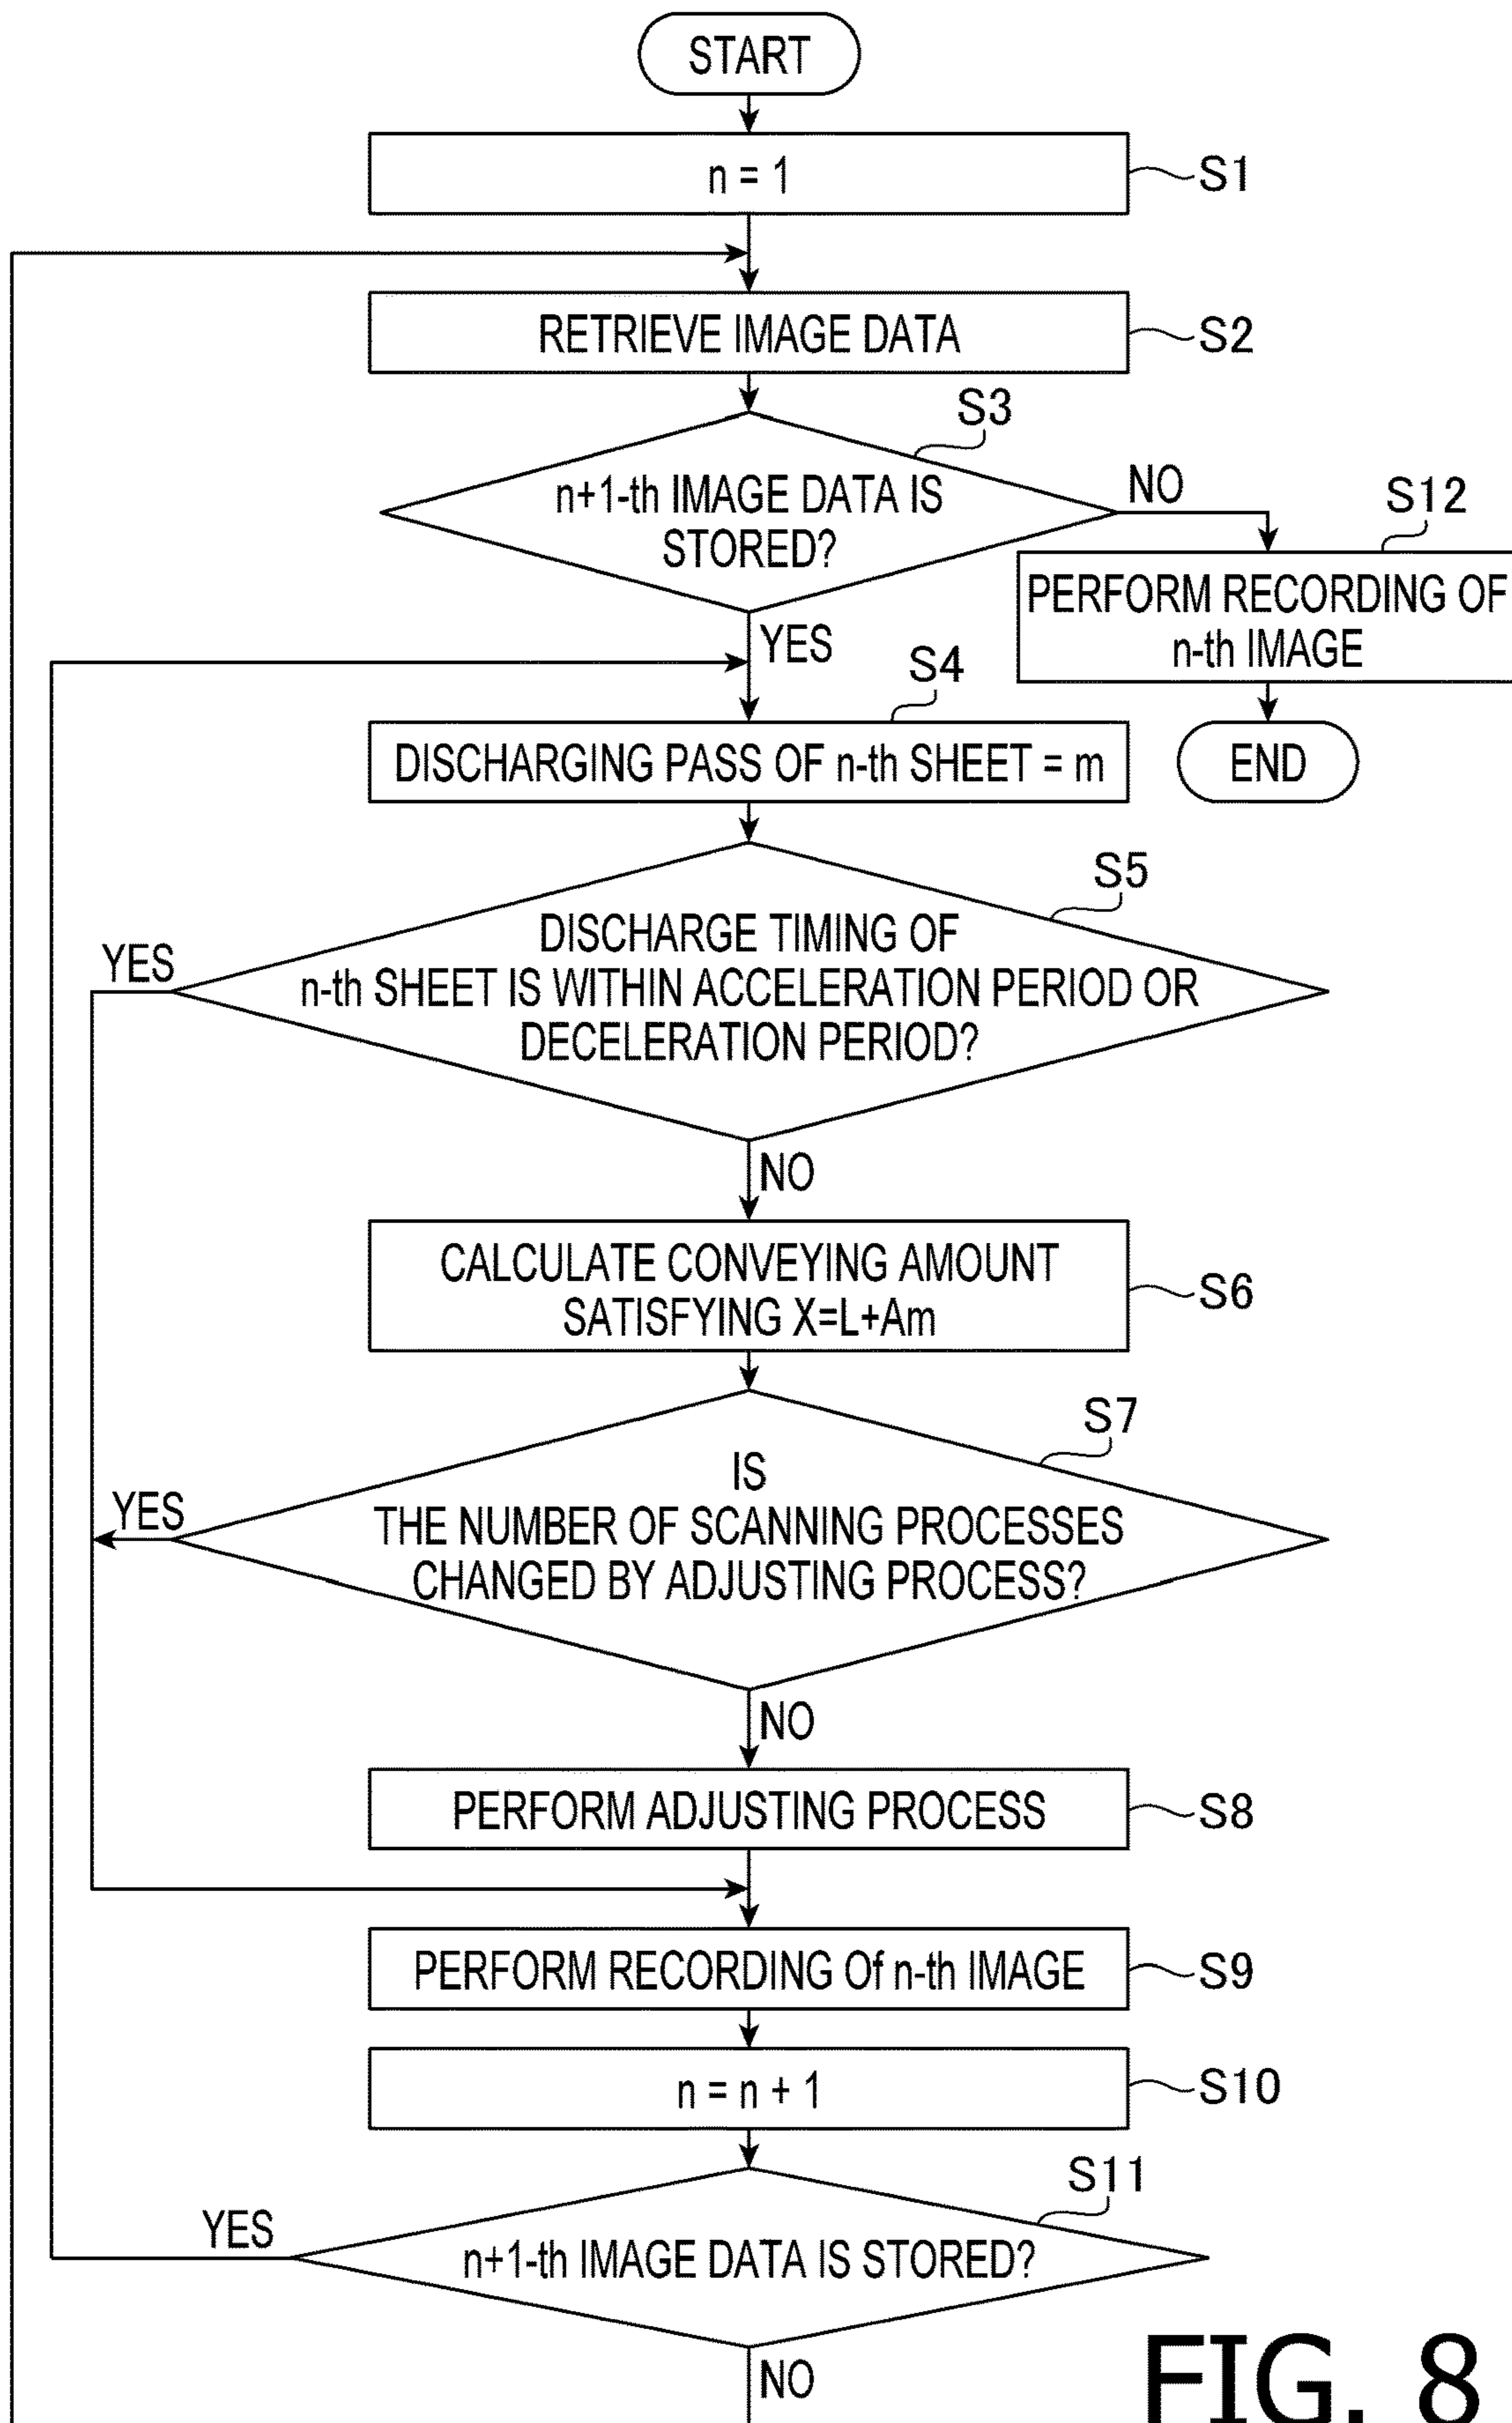 START
n = 1
S1
RETRIEVE IMAGE DATA
S2
S3
n+1-th IMAGE DATA IS
STORED?
NO
S12
PERFORM RECORDING OF
n-th IMAGE
END
YES
S4
DISCHARGING PASS OF n-th SHEET = m
S5
DISCHARGE TIMING OF
n-th SHEET IS WITHIN ACCELERATION PERIOD OR
DECELERATION PERIOD?
YES
NO
CALCULATE CONVEYING AMOUNT
SATISFYING X=L+Am
S6
S7
IS
THE NUMBER OF SCANNING PROCESSES
CHANGED BY ADJUSTING PROCESS?
YES
NO
PERFORM ADJUSTING PROCESS
S8
PERFORM RECORDING Of n-th IMAGE
S9
n = n + 1
S10
S11
YES
n+1-th IMAGE DATA IS STORED?
NO
FIG. 8